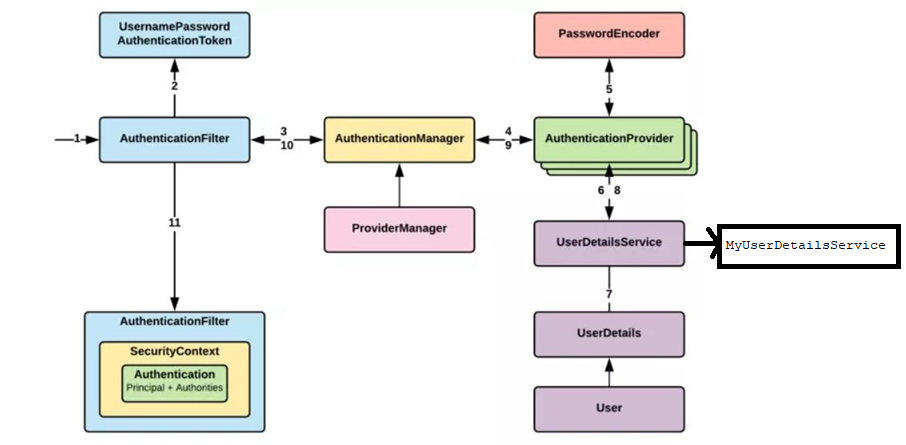 UsernamePassword
AuthenticationToken
PasswordEncoder
2
5
1
AuthenticationFilter
3
10
AuthenticationManager
4
9
AuthenticationProvider
6 8
11
ProviderManager
UserDetailsService
MyUserDetailsService
7
AuthenticationFilter
SecurityContext
Authentication
Principal + Authorities
UserDetails
User